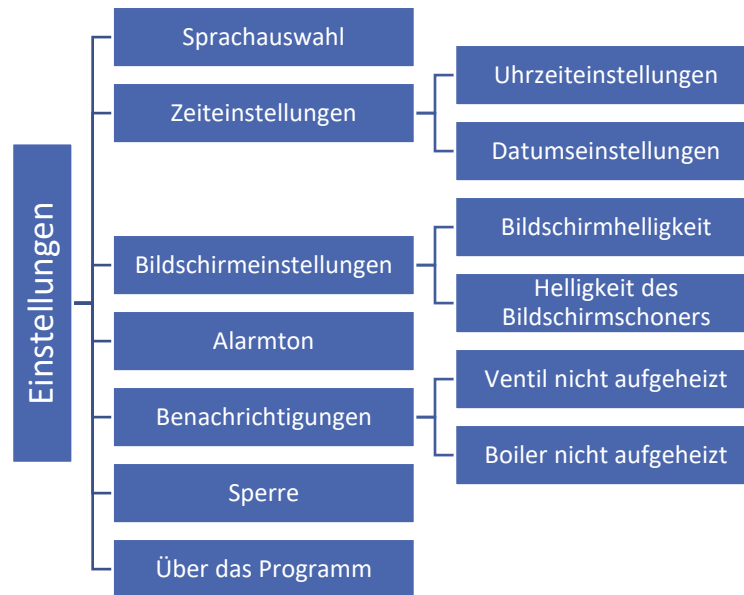 Einstellungen
Sprachauswahl
Zeiteinstellungen
Uhrzeiteinstellungen
Datumseinstellungen
Bildschirmeinstellungen
Bildschirmhelligkeit
Helligkeit des
Bildschirmschoners
Alarmton
Benachrichtigungen
Ventil nicht aufgeheizt
Boiler nicht aufgeheizt
Sperre
Über das Programm